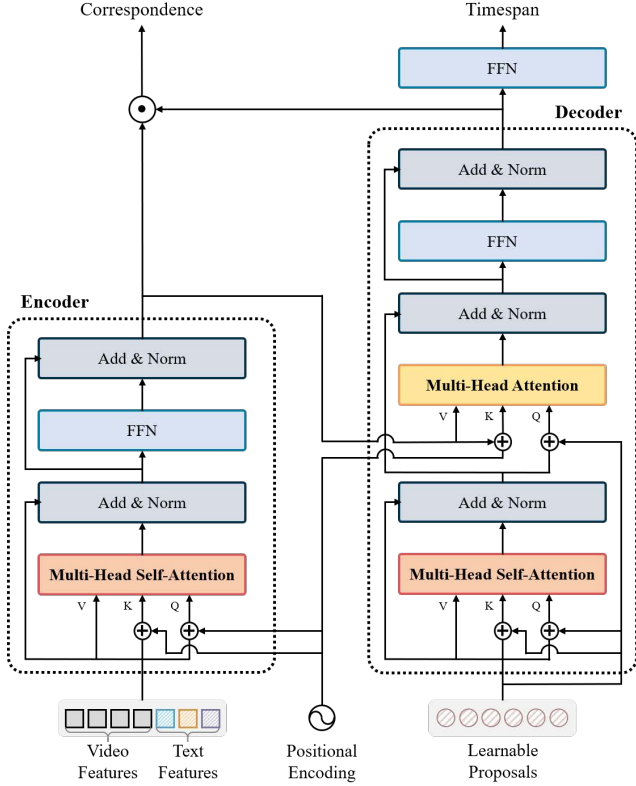 Correspondence
Timespan
FFN
Decoder
Add & Norm
FFN
Encoder
Add & Norm
Add & Norm
Multi-Head Attention
V K Q
FFN
Add & Norm
Add & Norm
Multi-Head Self-Attention
Multi-Head Self-Attention
V K Q
V K Q
Video
Features
Text
Features
Positional
Encoding
Learnable
Proposals